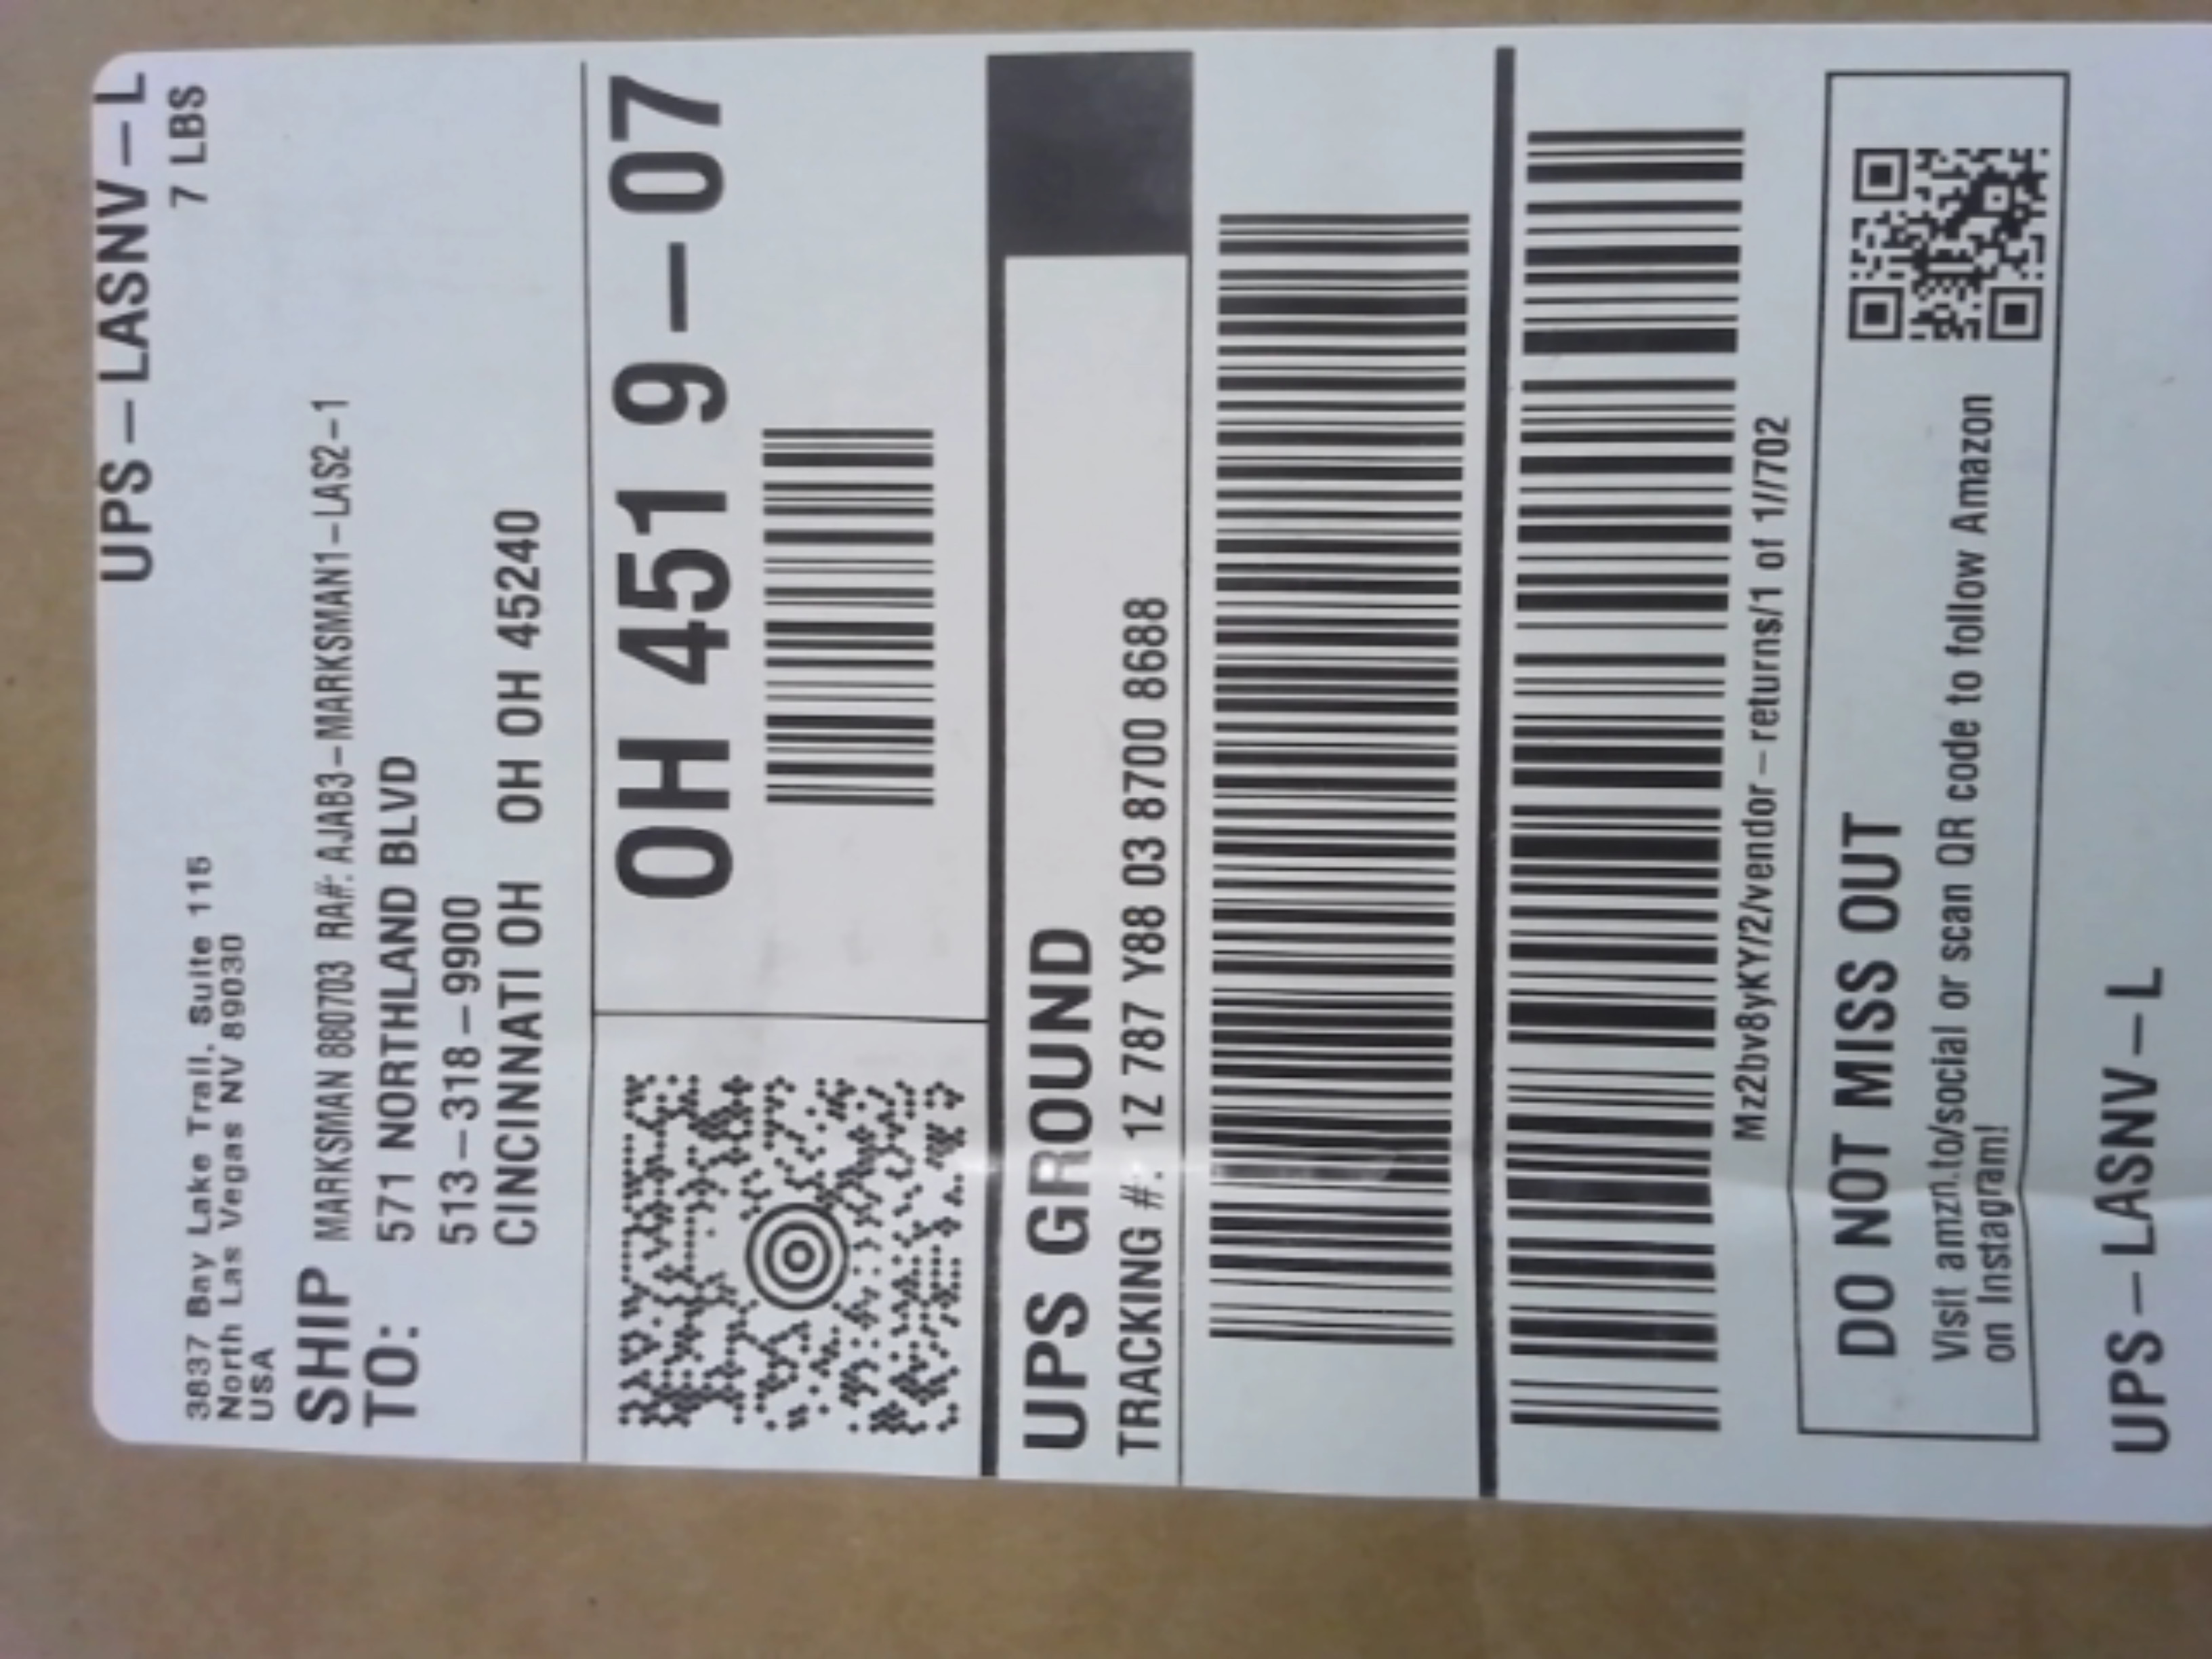 UPS-LASNV-L
7 LBS
3837 Bay Lake Trail, Suite 115
North Las Vegas NV 89030
USA
SHIP TO:
MARKSMAN 880703 RA#: AJAB3-MARKSMAN1-LAS2-1
571 NORTHLAND BLVD
513-318-9900
CINCINNATI OH OH OH 45240
OH 451 9-07
UPS GROUND
TRACKING #: 1Z 787 Y88 03 8700 8688
Mz2bv8yKY/2/vendor-returns/1 of 1//702
DO NOT MISS OUT
Visit amzn.to/social or scan QR code to follow Amazon
on Instagram!
UPS-LASNV-L